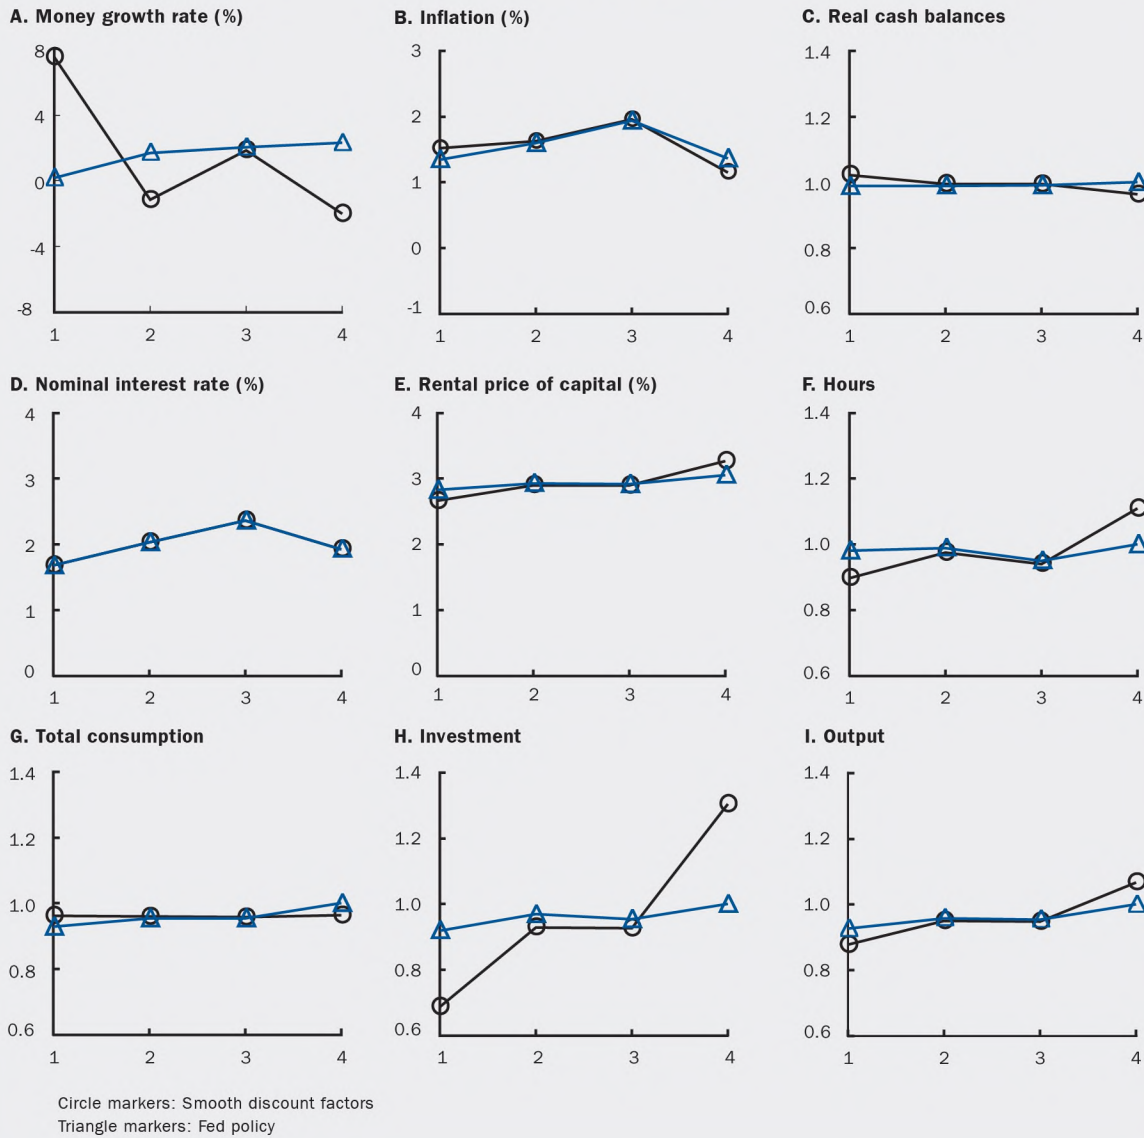 A. Money growth rate (%)
8
4
0
-4
-8
1 2 3 4
B. Inflation (%)
3
2
1
0
-1
1 2 3 4
C. Real cash balances
1.4
1.2
1.0
0.8
0.6
1 2 3 4
D. Nominal interest rate (%)
4
3
2
1
0
1 2 3 4
E. Rental price of capital (%)
4
3
2
1
0
1 2 3 4
F. Hours
1.4
1.2
1.0
0.8
0.6
1 2 3 4
G. Total consumption
1.4
1.2
1.0
0.8
0.6
1 2 3 4
H. Investment
1.4
1.2
1.0
0.8
0.6
1 2 3 4
I. Output
1.4
1.2
1.0
0.8
0.6
1 2 3 4
Circle markers: Smooth discount factors
Triangle markers: Fed policy